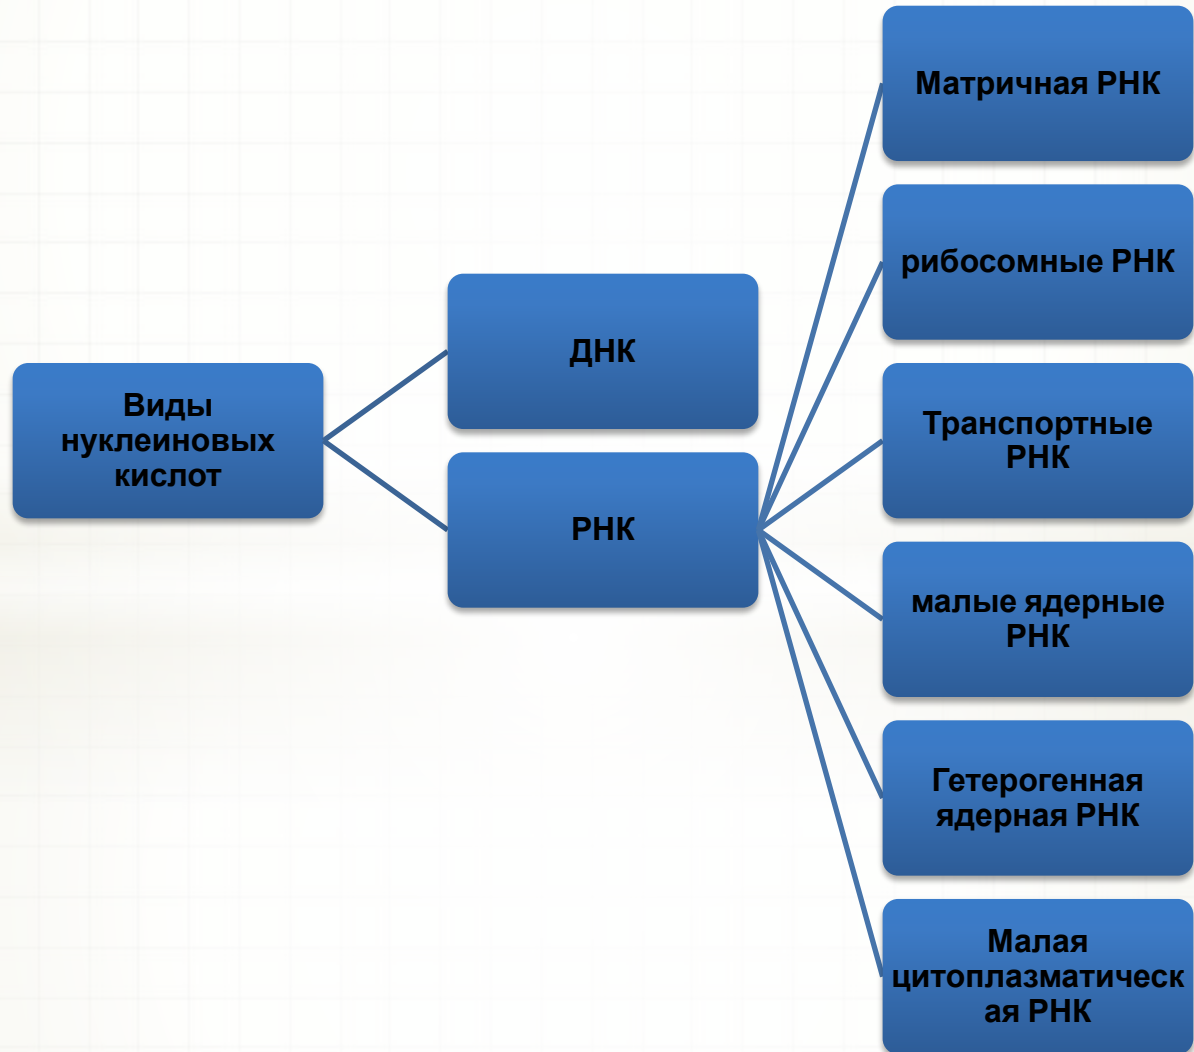 Виды
нуклеиновых
кислот
ДНК
РНК
Матричная РНК
рибосомные РНК
Транспортные
РНК
малые ядерные
РНК
Гетерогенная
ядерная РНК
Малая
цитоплазматическ
ая РНК